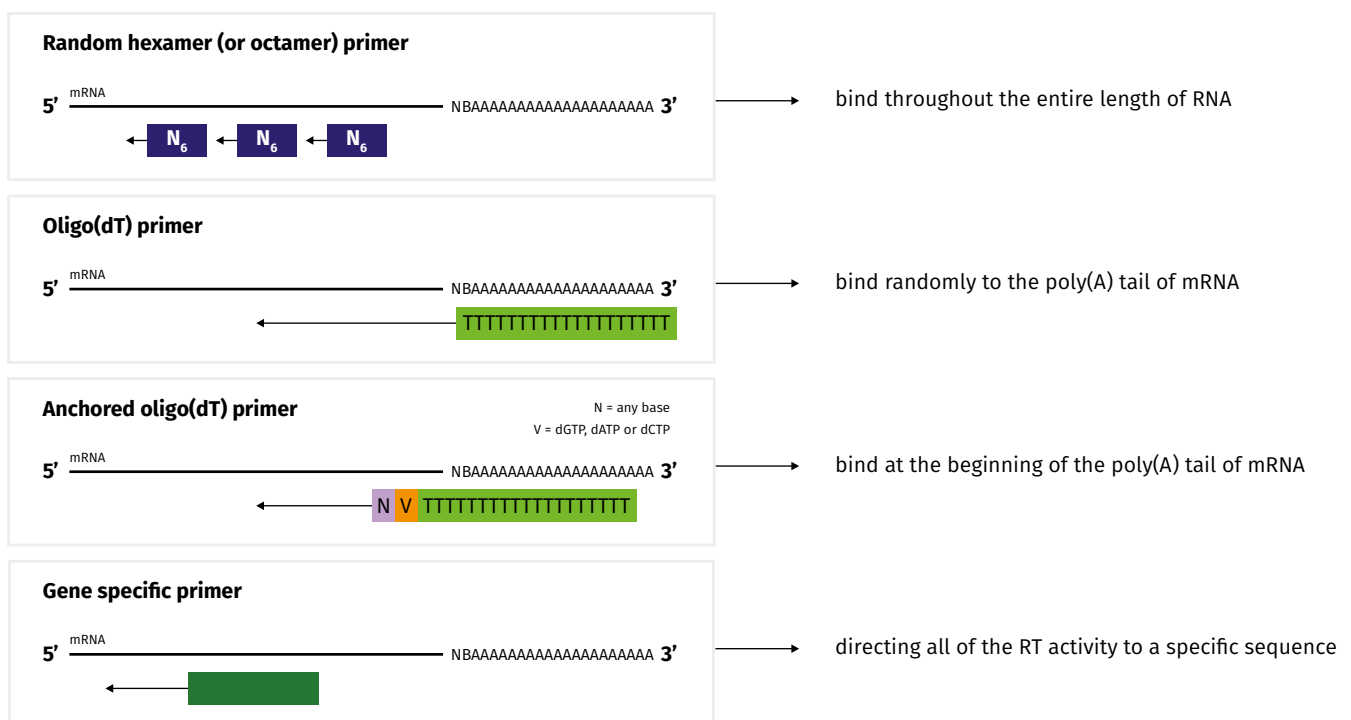 Random hexamer (or octamer) primer
mRNA
5’ NBAAAAAAAAAAAAAAAAAAAA 3’
bind throughout the entire length of RNA
N6 N6 N6
Oligo(dT) primer
mRNA
5’ NBAAAAAAAAAAAAAAAAAAAA 3’
bind randomly to the poly(A) tail of mRNA
TTTTTTTTTTTTTTTTTTT
Anchored oligo(dT) primer
N = any base
V = dGTP, dATP or dCTP
mRNA
5’ NBAAAAAAAAAAAAAAAAAAAA 3’
bind at the beginning of the poly(A) tail of mRNA
N V TTTTTTTTTTTTTTTTTTT
Gene specific primer
mRNA
5’ NBAAAAAAAAAAAAAAAAAAAA 3’
directing all of the RT activity to a specific sequence